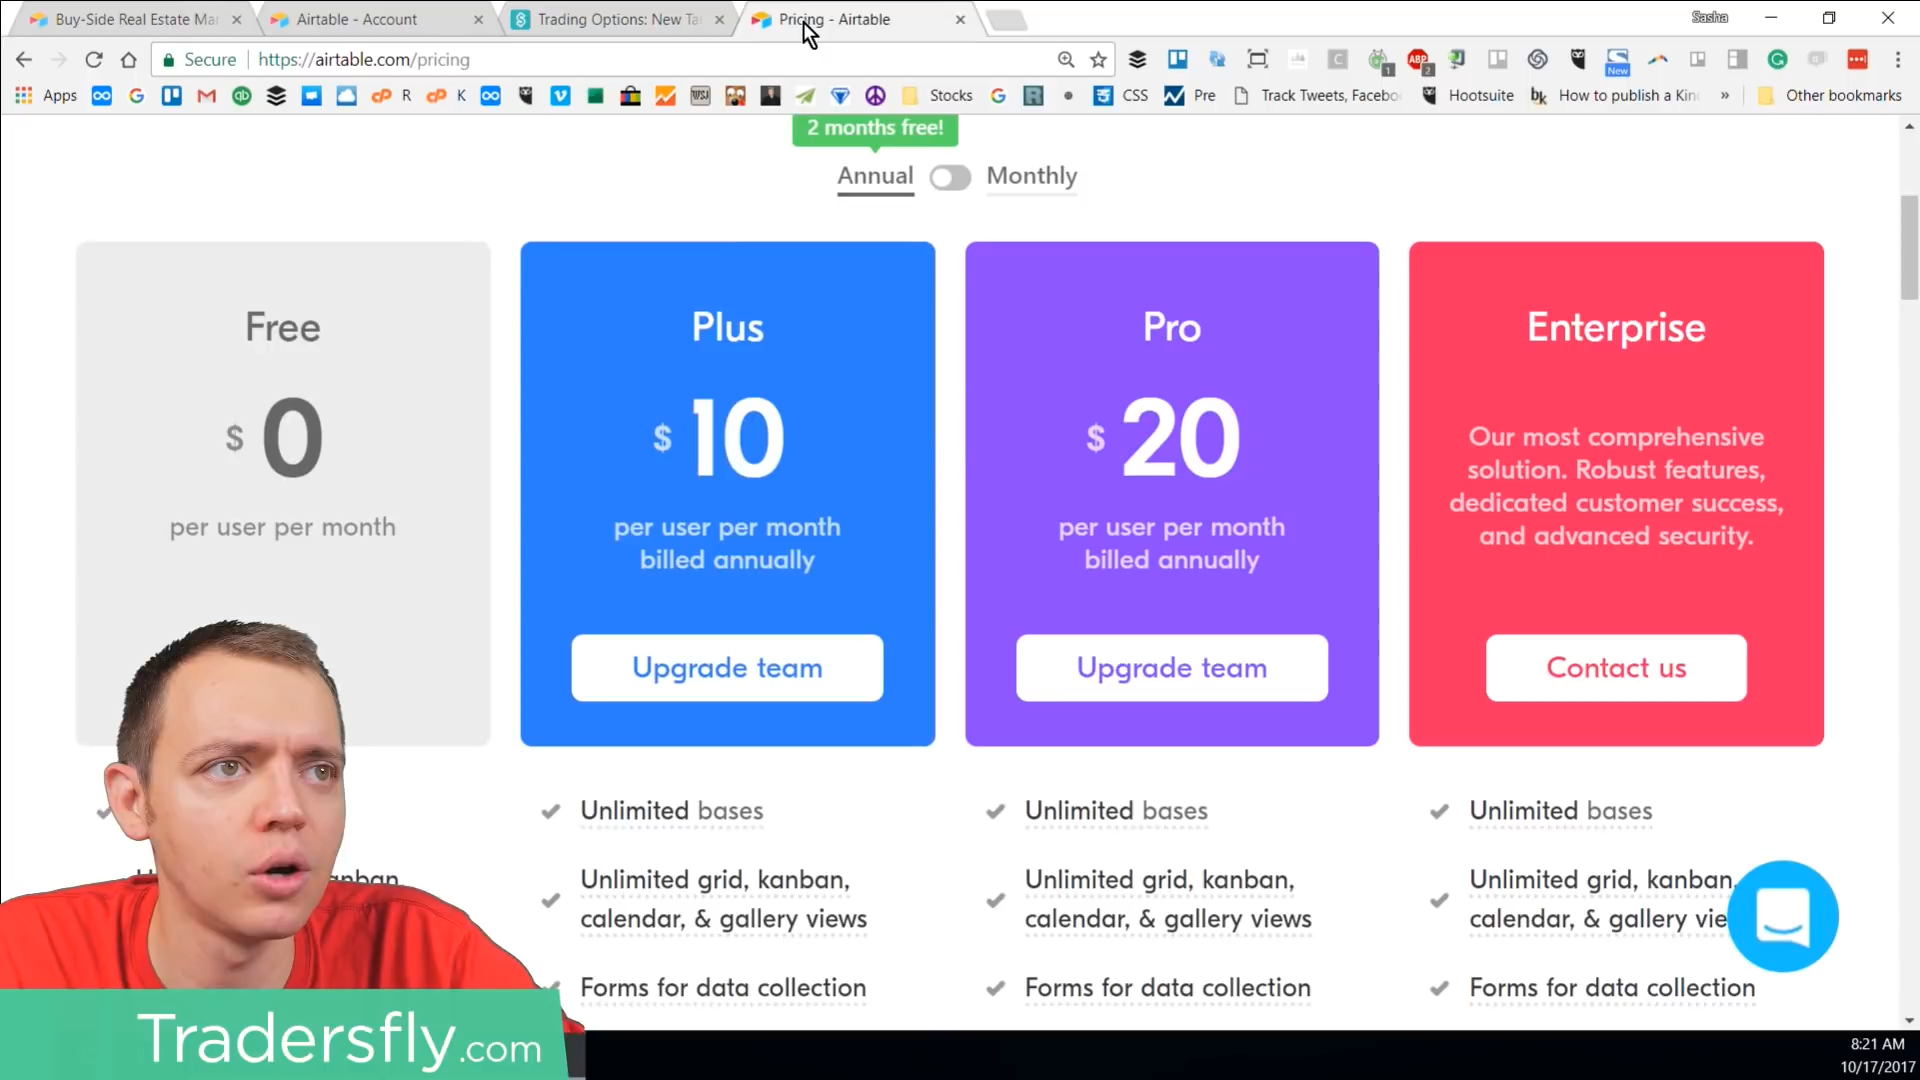 Buy-Side Real Estate Mar
Airtable - Account
Trading Options: New Ta
Pricing - Airtable
Sasha
Secure
https://airtable.com/pricing
New
Apps
R
K
WSJ
Stocks
CSS
Pre
Track Tweets, Facebo
Hootsuite
bk
How to publish a Kin
»
Other bookmarks
2 months free!
Annual
Monthly
Free
$ 0
per user per month
Plus
$ 10
per user per month
billed annually
Upgrade team
Pro
$ 20
per user per month
billed annually
Upgrade team
Enterprise
Our most comprehensive
solution. Robust features,
dedicated customer success,
and advanced security.
Contact us
Unlimited bases
Unlimited grid, kanban,
calendar, & gallery views
Forms for data collection
Unlimited bases
Unlimited grid, kanban,
calendar, & gallery views
Forms for data collection
Unlimited bases
Unlimited grid, kanban,
calendar, & gallery vie
Forms for data collection
Tradersfly.com
8:21 AM
10/17/2017